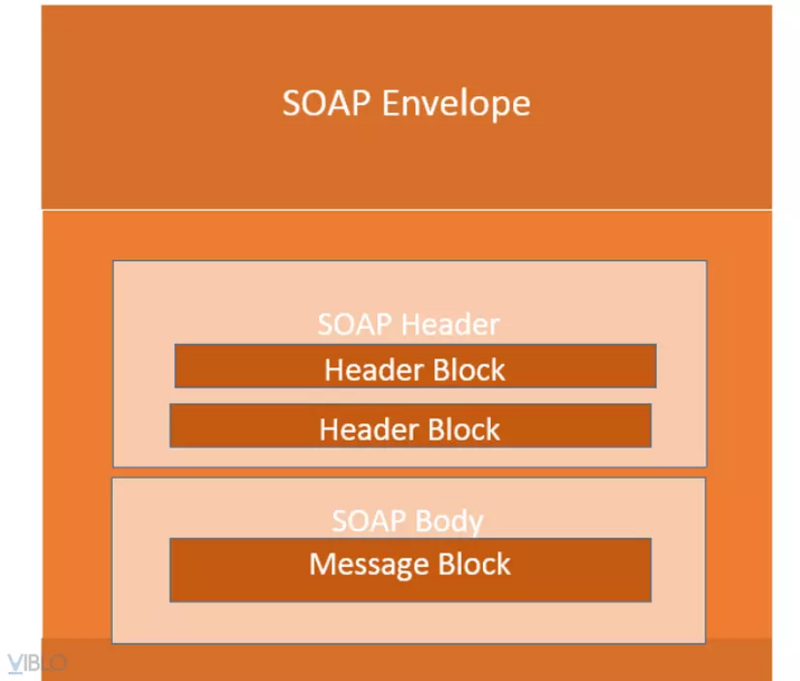 SOAP Envelope
SOAP Header
Header Block
Header Block
SOAP Body
Message Block
VIBLO